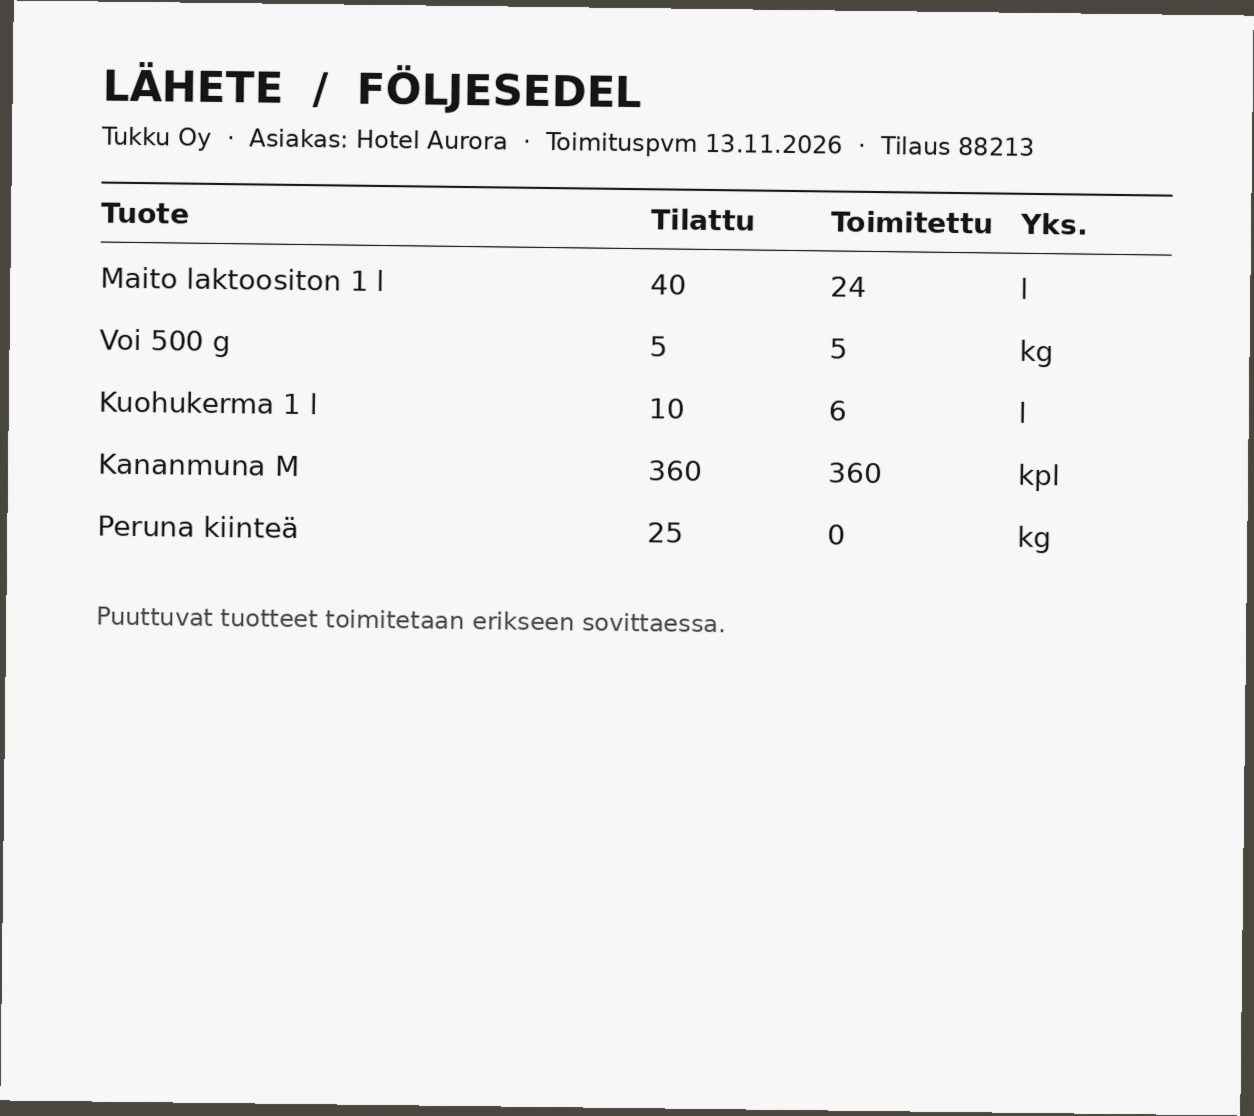 LÄHETE / FÖLJESEDEL
Tukku Oy · Asiakas: Hotel Aurora · Toimituspvm 13.11.2026 · Tilaus 88213
Tuote Tilattu Toimitettu Yks.
Maito laktoositon 1 l 40 24 l
Voi 500 g 5 5 kg
Kuohukerma 1 l 10 6 l
Kananmuna M 360 360 kpl
Peruna kiinteä 25 0 kg
Puuttuvat tuotteet toimitetaan erikseen sovittaessa.